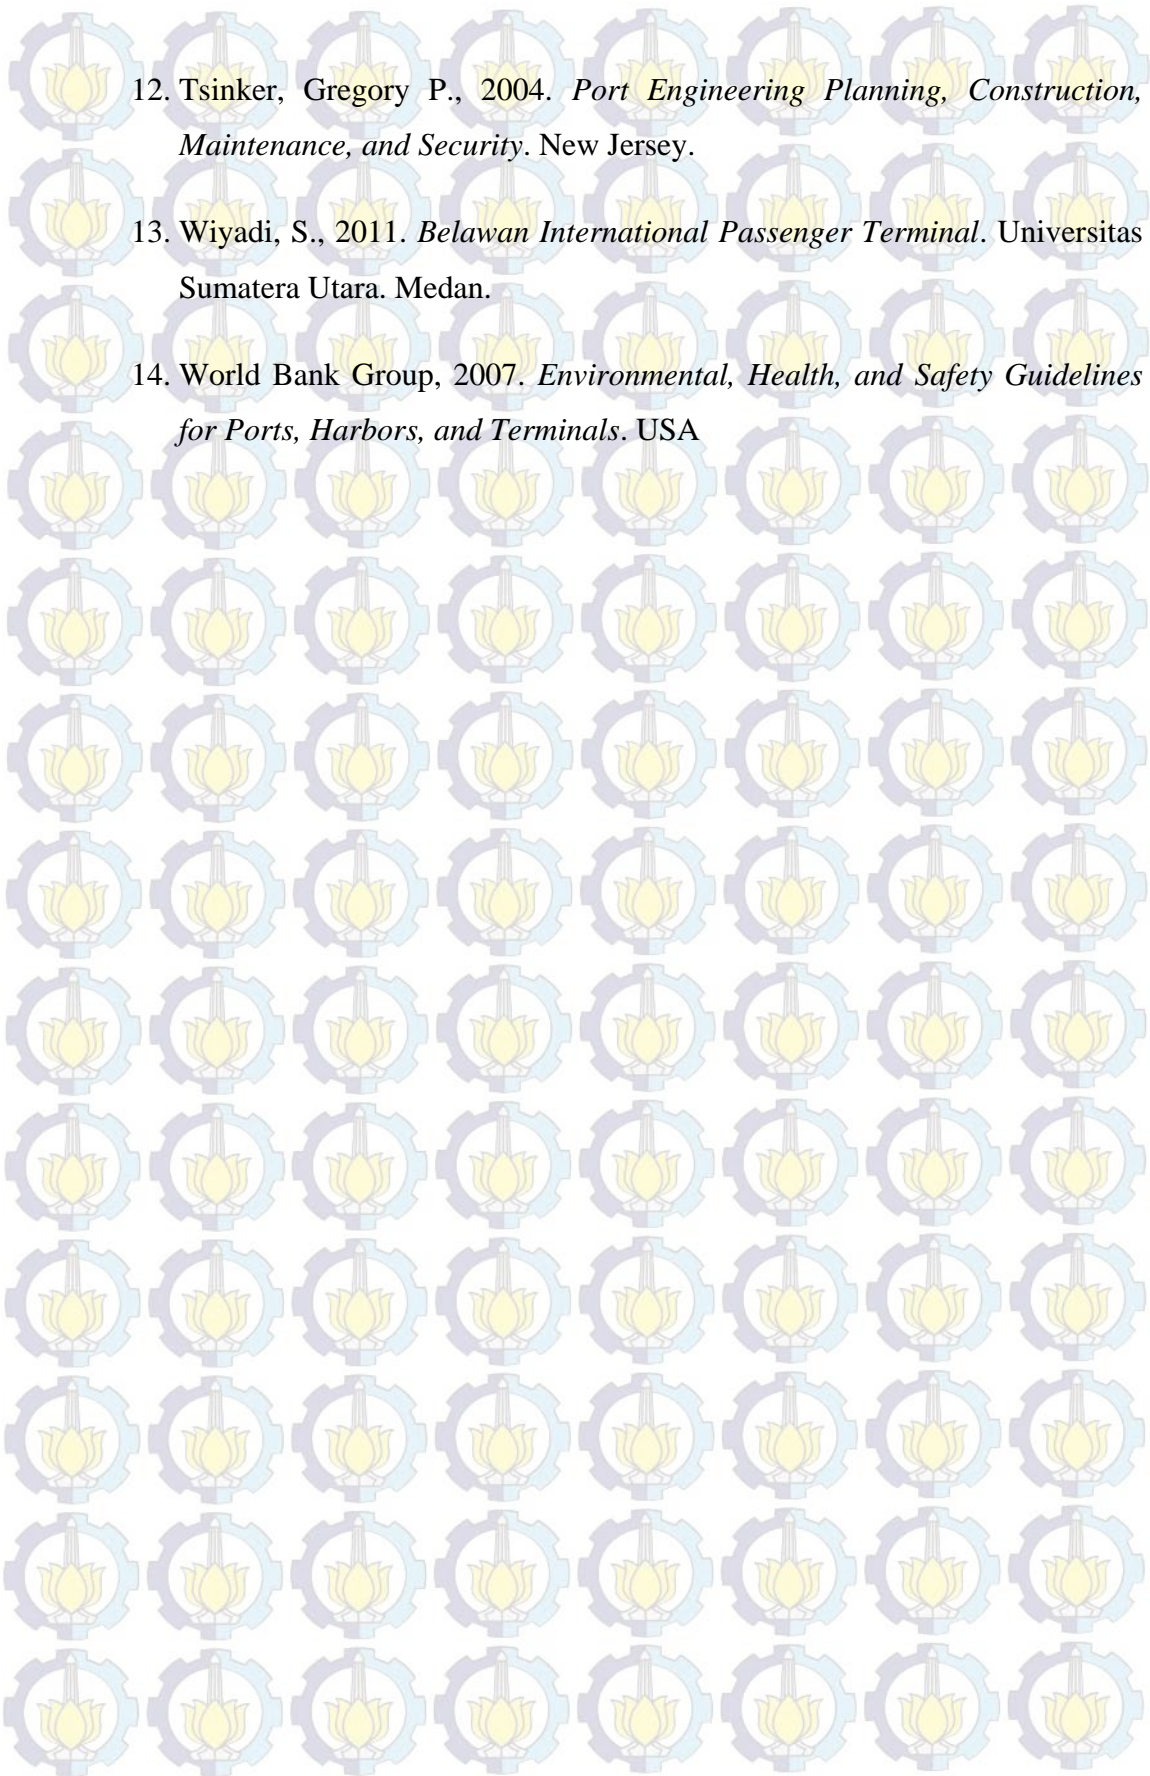 12. Tsinker, Gregory P., 2004. Port Engineering Planning, Construction,
Maintenance, and Security. New Jersey.
13. Wiyadi, S., 2011. Belawan International Passenger Terminal. Universitas
Sumatera Utara. Medan.
14. World Bank Group, 2007. Environmental, Health, and Safety Guidelines
for Ports, Harbors, and Terminals. USA